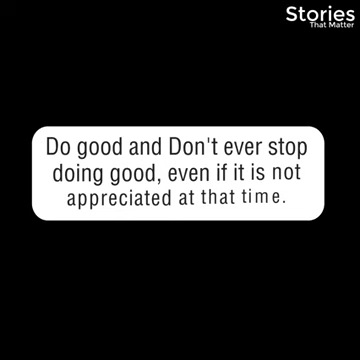 Stories
That Matter
Do good and Don't ever stop
doing good, even if it is not
appreciated at that time.